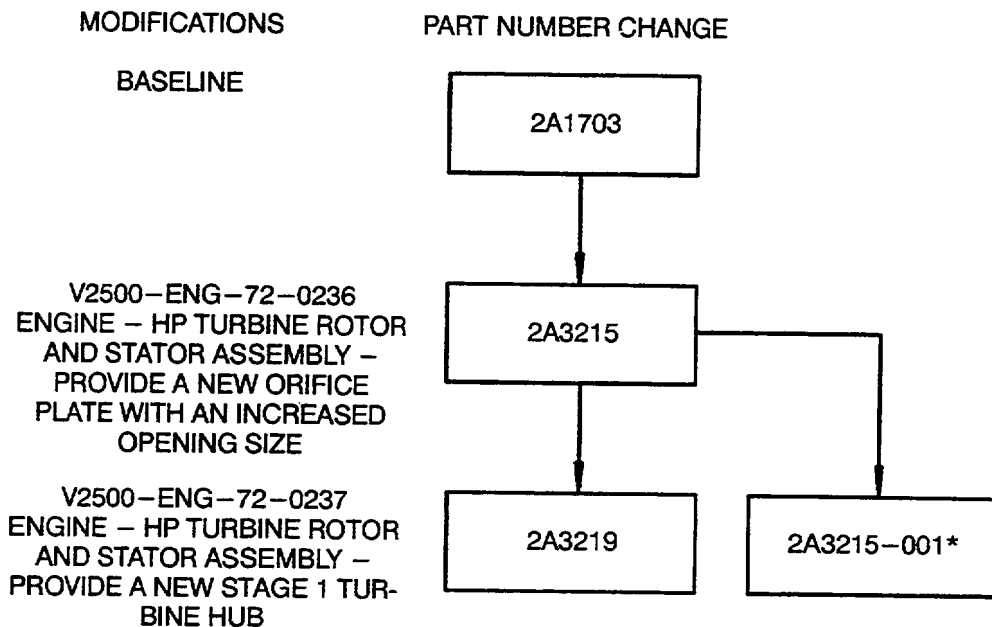 MODIFICATIONS
PART NUMBER CHANGE
BASELINE
2A1703
V2500-ENG-72-0236
ENGINE - HP TURBINE ROTOR
AND STATOR ASSEMBLY -
PROVIDE A NEW ORIFICE
PLATE WITH AN INCREASED
OPENING SIZE
2A3215
V2500-ENG-72-0237
ENGINE - HP TURBINE ROTOR
AND STATOR ASSEMBLY -
PROVIDE A NEW STAGE 1 TUR-
BINE HUB
2A3219
2A3215-001*